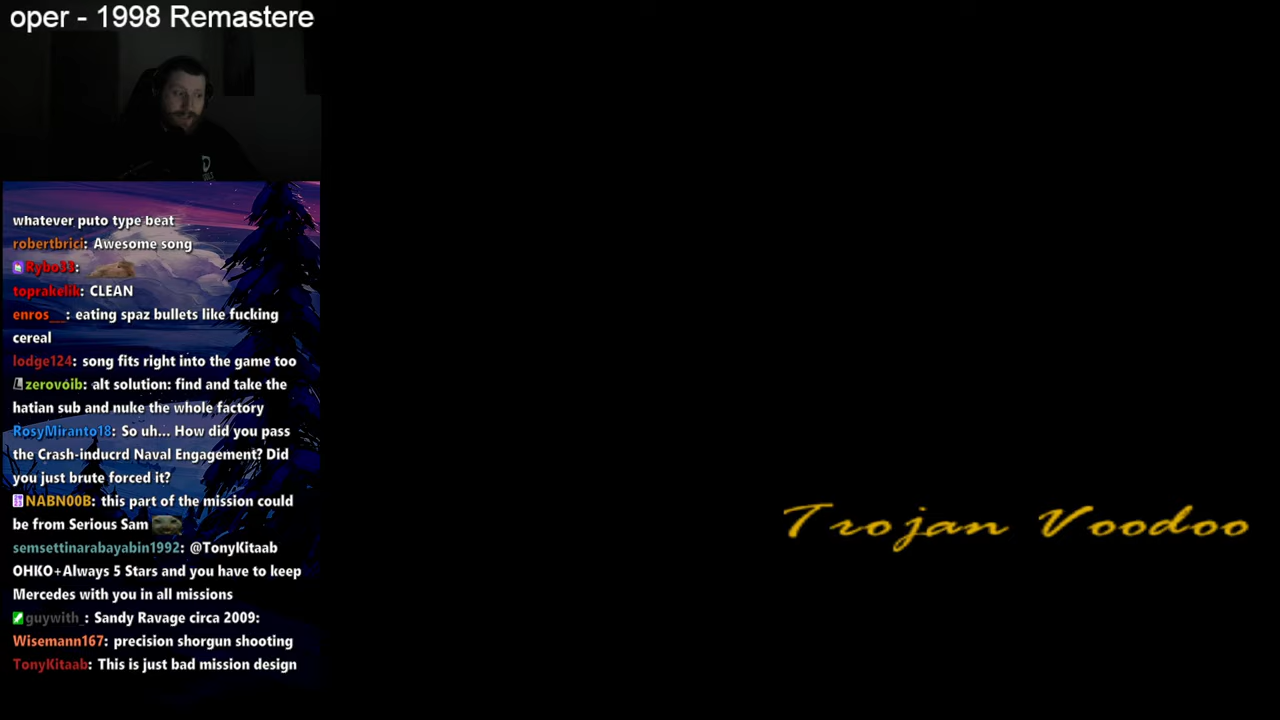 oper - 1998 Remastere
whatever puto type beat
robertbrici: Awesome song
Rybo33:
toprakelik: CLEAN
enros__: eating spaz bullets like fucking
cereal
lodge124: song fits right into the game too
zerovoib: alt solution: find and take the
hatian sub and nuke the whole factory
RosyMiranto18: So uh... How did you pass
the Crash-inducrd Naval Engagement? Did
you just brute forced it?
NABN00B: this part of the mission could
be from Serious Sam
semsettinarabayabin1992: @TonyKitaab
OHKO+Always 5 Stars and you have to keep
Mercedes with you in all missions
guywith_: Sandy Ravage circa 2009:
Wisemann167: precision shorgun shooting
TonyKitaab: This is just bad mission design
Trojan Voodoo